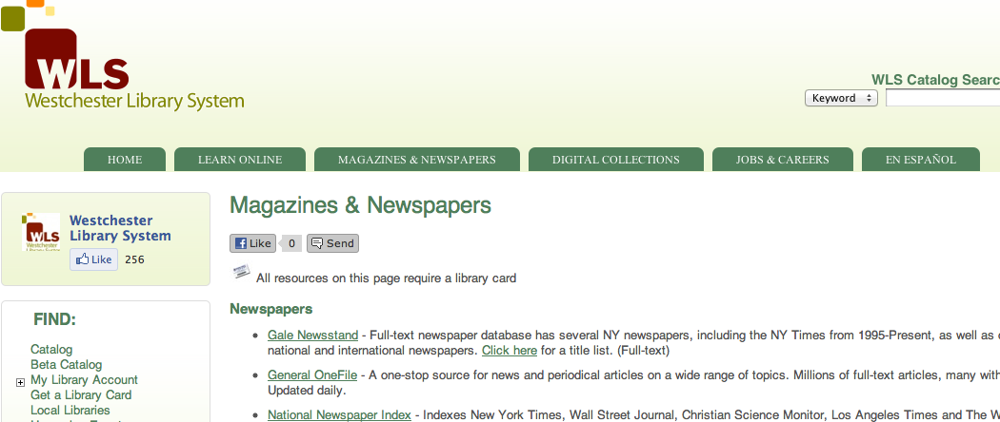 WLS
Westchester Library System
WLS Catalog Searc
Keyword
HOME LEARN ONLINE MAGAZINES & NEWSPAPERS DIGITAL COLLECTIONS JOBS & CAREERS EN ESPAÑOL
WLS
Westchester
Library System
Like 256
FIND:
Catalog
Beta Catalog
My Library Account
Get a Library Card
Local Libraries
Magazines & Newspapers
Like 0 Send
All resources on this page require a library card
Newspapers
Gale Newsstand - Full-text newspaper database has several NY newspapers, including the NY Times from 1995-Present, as well as
national and international newspapers. Click here for a title list. (Full-text)
General OneFile - A one-stop source for news and periodical articles on a wide range of topics. Millions of full-text articles, many with
Updated daily.
National Newspaper Index - Indexes New York Times, Wall Street Journal, Christian Science Monitor, Los Angeles Times and The W